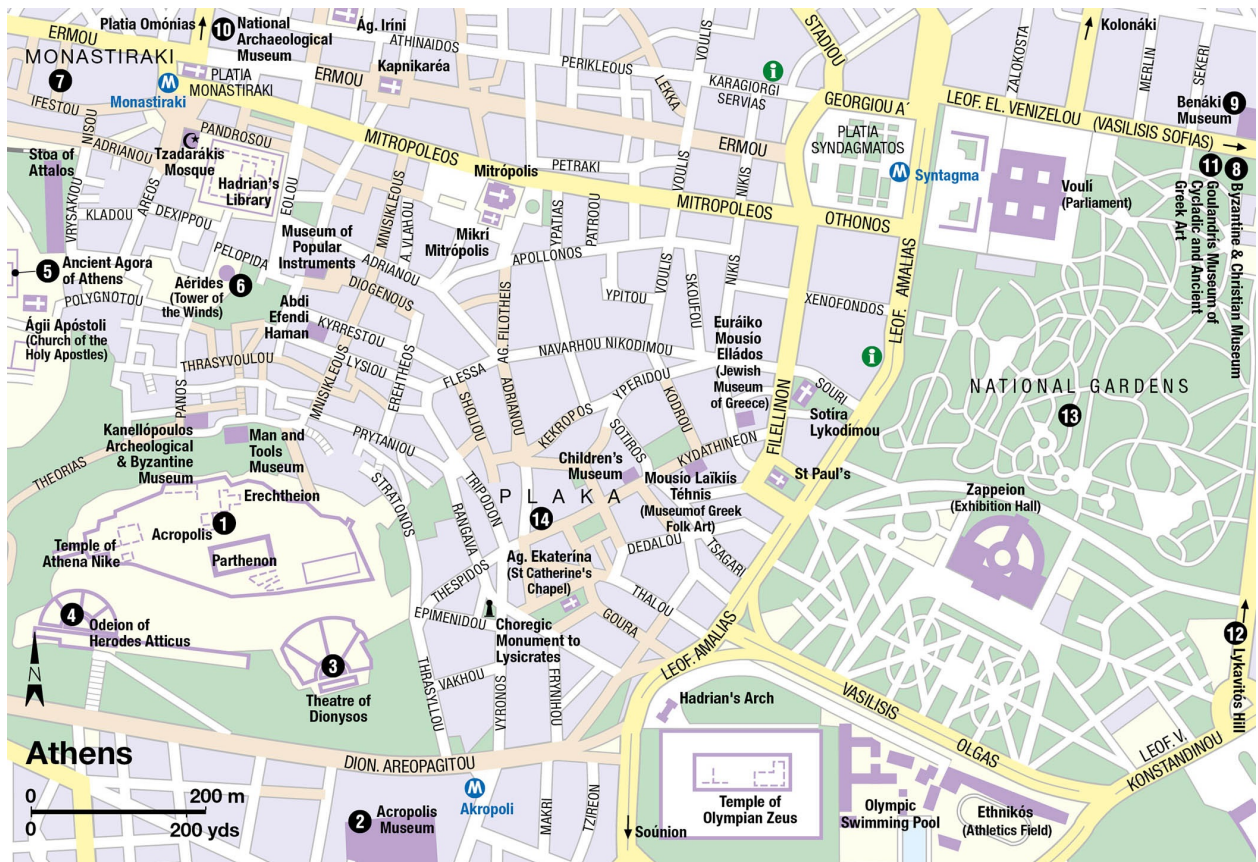 Platia Omónias
10
National
Archaeological
Museum
Ág. Iríni
ERMOU
ATHINAIDOS
VOULIS
STADIOU
Kolonáki
MONASTIRAKI
7
M
Monastiraki
PLATIA
MONASTIRAKI
ERMOU
Kapnikaréa
PERIKLEOUS
LEKKA
KARAGIORGI
SERVIAS
i
GEORGIOU A´
ZALOKOSTA
MERLIN
SEKERI
LEOF. EL. VENIZELOU
(VASILISIS SOFIAS)
Benáki
Museum
9
IFESTOU
NISOU
ADRIANOU
PANDROSOU
Tzadarákis
Mosque
MITROPOLEOS
PETRAKI
ERMOU
PLATIA
SYNDAGMATOS
M
Syntagma
11
8
Stoa of
Attalos
Hadrian's
Library
Mitrópolis
VOULIS
NIKIS
MITROPOLEOS
OTHONOS
Voulí
(Parliament)
Goulandris Museum of
Cycladic and Ancient
Greek Art
Byzantine & Christian Museum
VRYSAKIOU
KLADOU
AREOS
DEXIPPOU
EOLOU
Museum of
Popular
Instruments
MNISIKLEOUS
A. VLAHOU
Mikrí
Mitrópolis
YPATIAS
PATROOU
APOLLONOS
5
Ancient Agora
of Athens
PELOPIDA
Aérides
(Tower of
the Winds)
6
ADRIANOU
DIOGENOUS
VOULIS
SKOUFOU
NIKIS
LEOF. AMALIAS
POLYGNOTOU
Ágii Apóstoli
(Church of the
Holy Apostles)
Abdi
Efendi
Haman
KYRRESTOU
AG. FILOTHEIS
YPITOU
XENOFONDOS
THRASYVOULOU
LYSIOU
EREHTHEOS
NAVARHOU NIKODIMOU
Euráiko
Mousío
Elládos
(Jewish
Museum
of Greece)
i
PANOS
MNISIKLEOUS
FLESSA
ADRIANOU
YPERIDOU
KODROU
SOURI
NATIONAL GARDENS
13
SHOLIOU
KEKROPOS
SOTIROS
FILELLINON
Sotíra
Lykodímou
Kanellópoulos
Archeological
& Byzantine
Museum
Man and
Tools
Museum
PRYTANIOU
Children's
Museum
KYDATHINEON
THEORIAS
STRATONOS
TRIPODON
PLAKA
Mousío Laïkiís
Téhnis
(Museumof Greek
Folk Art)
St Paul's
Erechtheion
1
Acropolis
RANGAVA
14
Zappeion
(Exhibition Hall)
Temple of
Athena Nike
Parthenon
Ag. Ekaterína
(St Catherine's
Chapel)
DEDALOU
TSAGARI
THESPIDOS
THALOU
4
Odeion of
Herodes Atticus
EPIMENIDOU
Choregic
Monument to
Lysicrates
GOURA
12
Lykavitós Hill
N
3
Theatre of
Dionysos
THRASYLLOU
VAKHOU
VYRONOS
FRINIHOU
LEOF. AMALIAS
Hadrian's Arch
VASILISIS
OLGAS
LEOF V.
KONSTANDINOU
Athens
DION. AREOPAGITOU
0
200 m
0
200 yds
2
Acropolis
Museum
M
Akropoli
MAKRI
TZIREON
Soúnion
Temple of
Olympian Zeus
Olympic
Swimming Pool
Ethnikós
(Athletics Field)